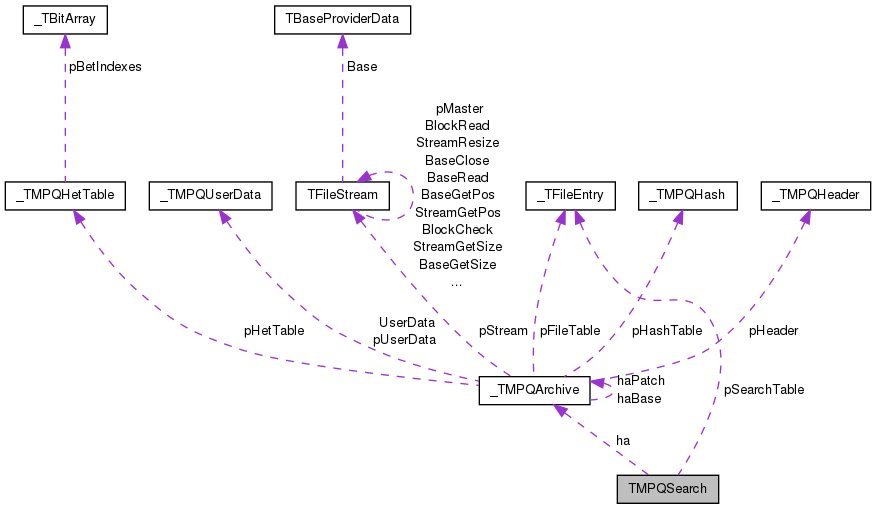 _TBitArray
TBaseProviderData
pBetIndexes
Base
pMaster
BlockRead
StreamResize
BaseClose
BaseRead
BaseGetPos
StreamGetPos
BlockCheck
StreamGetSize
BaseGetSize
...
_TMPQHetTable
_TMPQUserData
TFileStream
_TFileEntry
_TMPQHash
_TMPQHeader
pHetTable
UserData
pUserData
pStream
pFileTable
pHashTable
pHeader
_TMPQArchive
haPatch
haBase
pSearchTable
ha
TMPQSearch